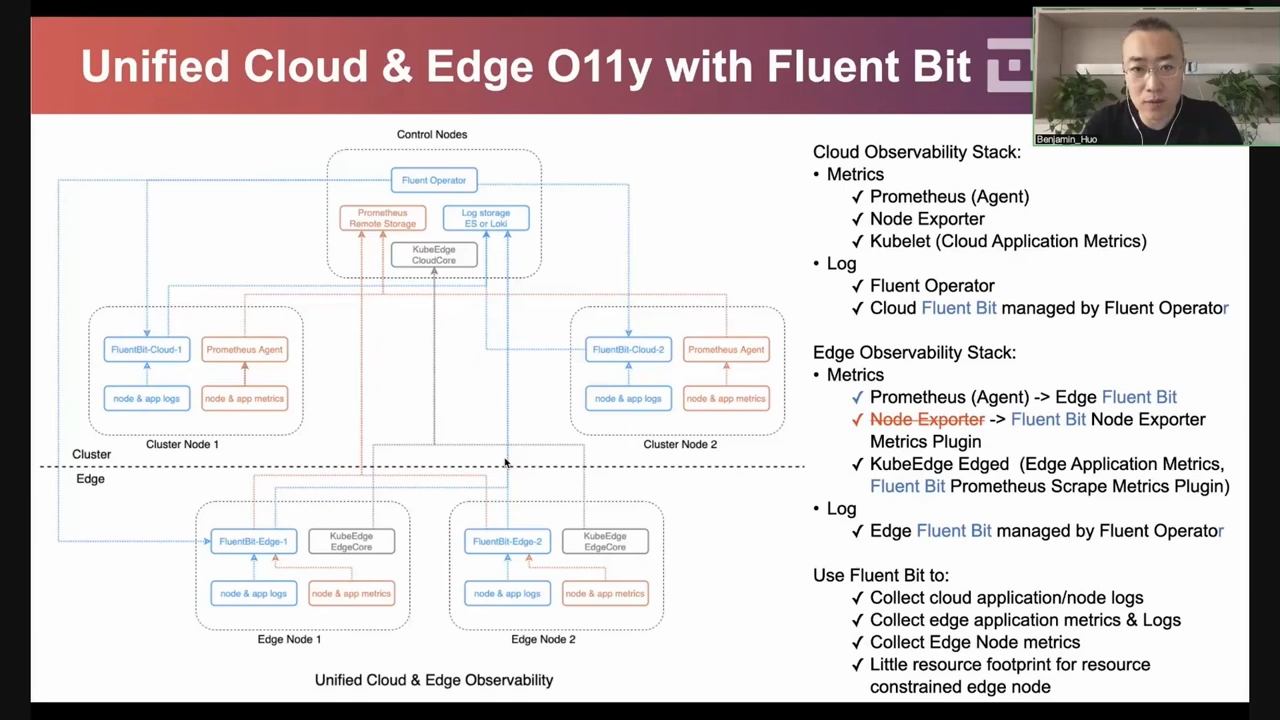 Unified Cloud & Edge O11y with Fluent Bit
Benjamin_Huo
Control Nodes
Fluent Operator
Prometheus
Remote Storage
Log storage
ES or Loki
KubeEdge
CloudCore
FluentBit-Cloud-1
Prometheus Agent
node & app logs
node & app metrics
Cluster Node 1
FluentBit-Cloud-2
Prometheus Agent
node & app logs
node & app metrics
Cluster Node 2
Cluster
Edge
FluentBit-Edge-1
KubeEdge
EdgeCore
node & app logs
node & app metrics
Edge Node 1
FluentBit-Edge-2
KubeEdge
EdgeCore
node & app logs
node & app metrics
Edge Node 2
Unified Cloud & Edge Observability
Cloud Observability Stack:
• Metrics
✓ Prometheus (Agent)
✓ Node Exporter
✓ Kubelet (Cloud Application Metrics)
• Log
✓ Fluent Operator
✓ Cloud Fluent Bit managed by Fluent Operator
Edge Observability Stack:
• Metrics
✓ Prometheus (Agent) -> Edge Fluent Bit
✓ Node Exporter -> Fluent Bit Node Exporter
Metrics Plugin
✓ KubeEdge Edged (Edge Application Metrics,
Fluent Bit Prometheus Scrape Metrics Plugin)
• Log
✓ Edge Fluent Bit managed by Fluent Operator
Use Fluent Bit to:
✓ Collect cloud application/node logs
✓ Collect edge application metrics & Logs
✓ Collect Edge Node metrics
✓ Little resource footprint for resource
constrained edge node